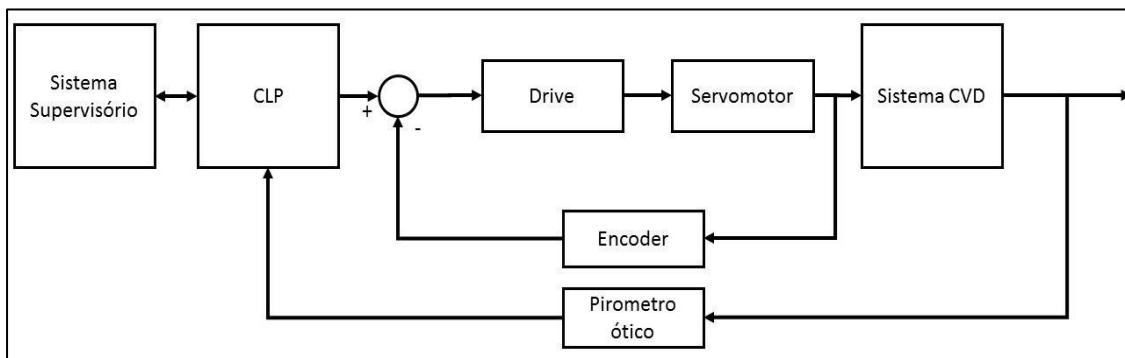 Sistema
Supervisório
CLP
+
-
Drive
Servomotor
Sistema CVD
Encoder
Pirometro
ótico